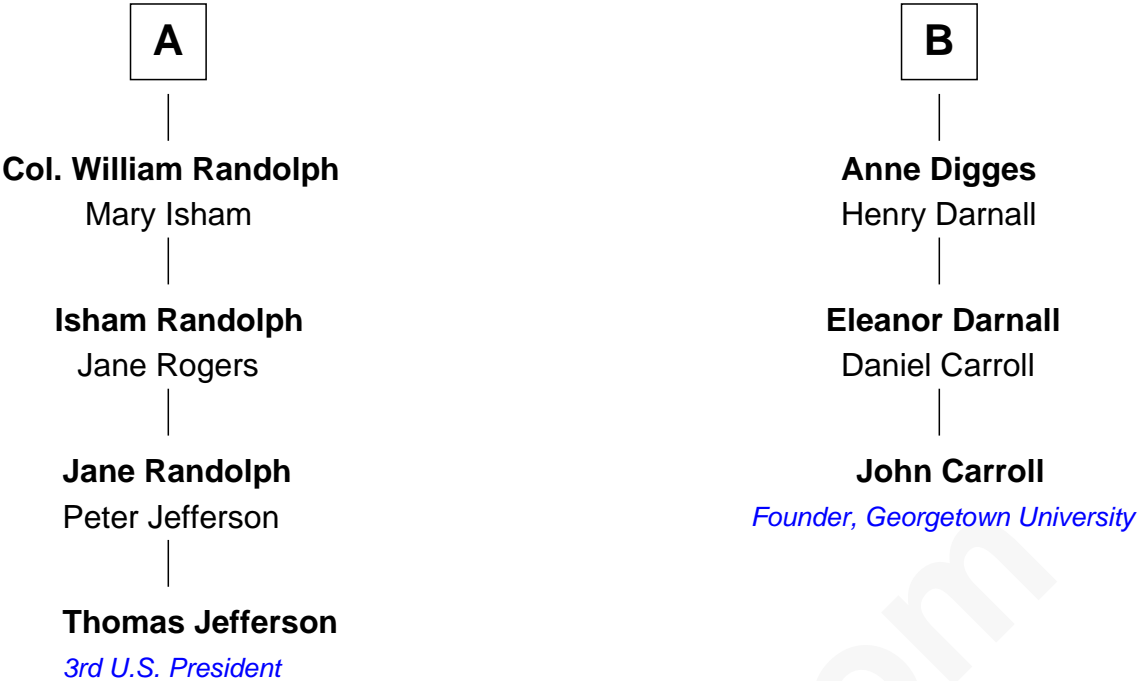 A
Col. William Randolph
Mary Isham
Isham Randolph
Jane Rogers
Jane Randolph
Peter Jefferson
Thomas Jefferson
3rd U.S. President
B
Anne Digges
Henry Darnall
Eleanor Darnall
Daniel Carroll
John Carroll
Founder, Georgetown University
om